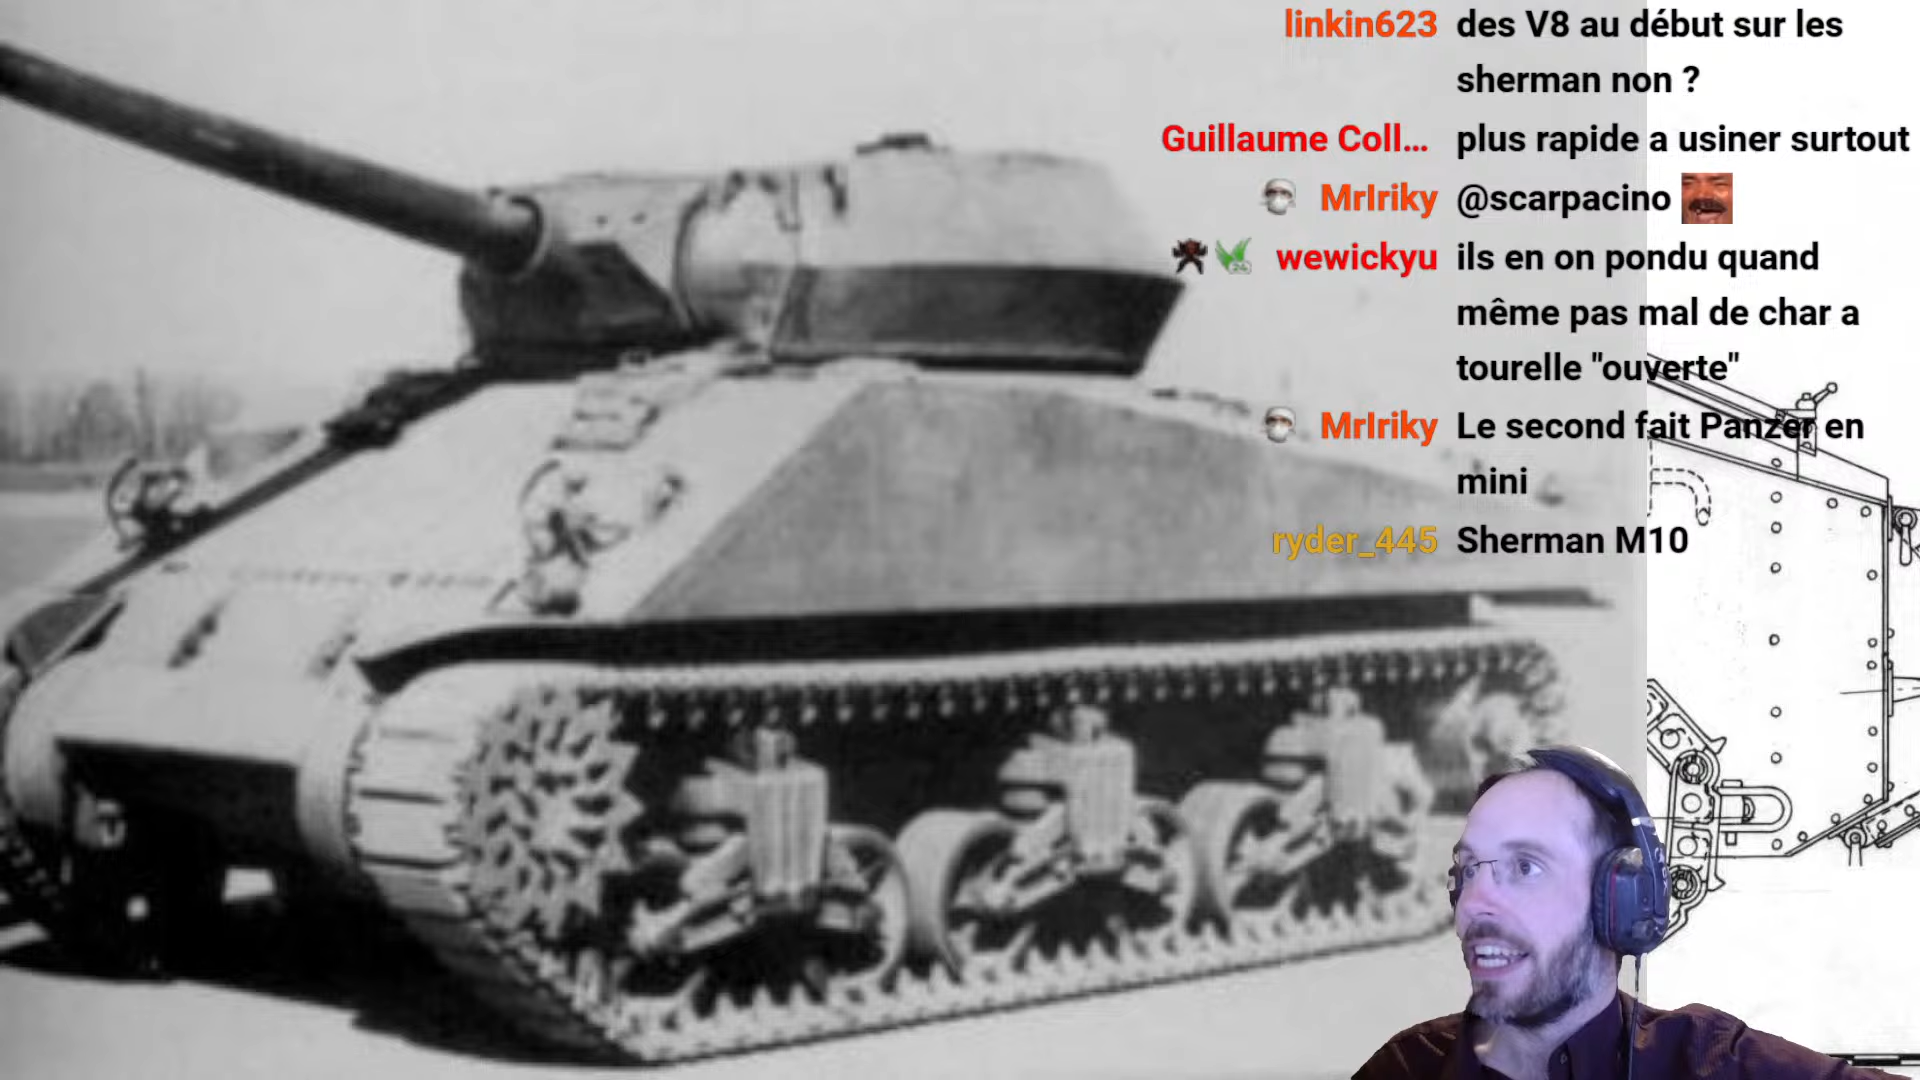 linkin623 des V8 au début sur les
sherman non ?
Guillaume Coll... plus rapide a usiner surtout
MrIriky @scarpacino
wewickyu ils en on pondu quand
même pas mal de char a
tourelle "ouverte"
MrIriky Le second fait Panzer en
mini
ryder_445 Sherman M10